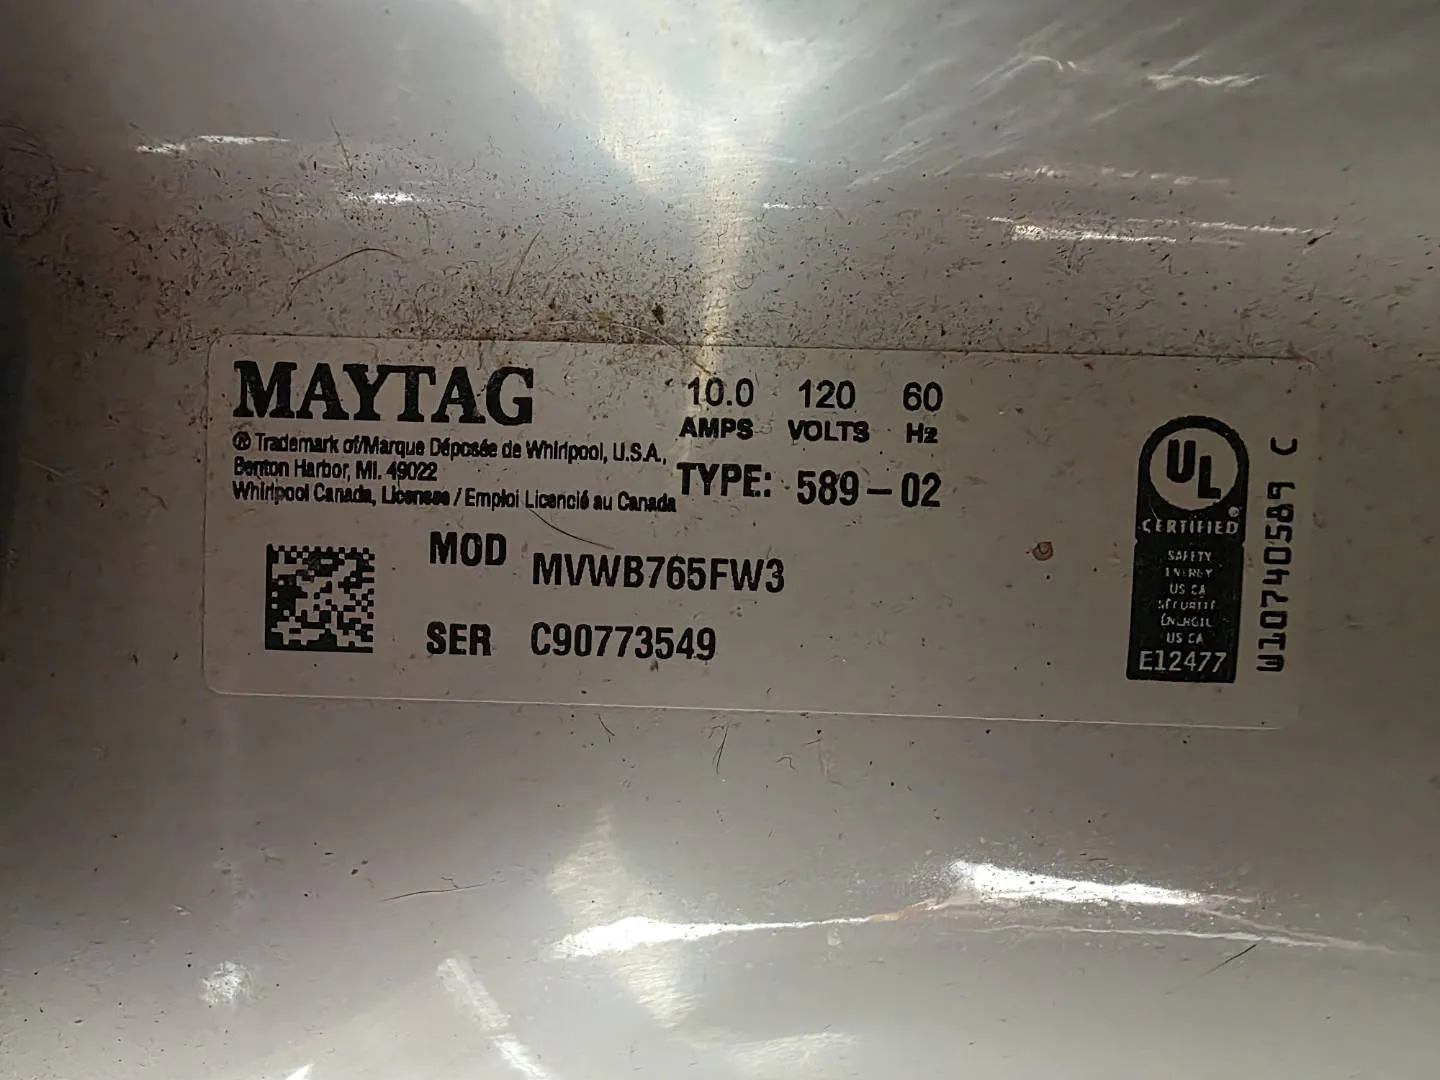 MAYTAG
® Trademark of/Marque Déposée de Whirlpool, U.S.A.,
Benton Harbor, MI. 49022
Whirlpool Canada, Licensee / Emploi Licencié au Canada
10.0 120 60
AMPS VOLTS Hz
TYPE: 589-02
MOD MVWB765FW3
SER C90773549
UL
®
CERTIFIED
SAFETY
ENERGY
US CA
SÉCURITÉ
ÉNERGIE
US CA
E12477
W10740589 C